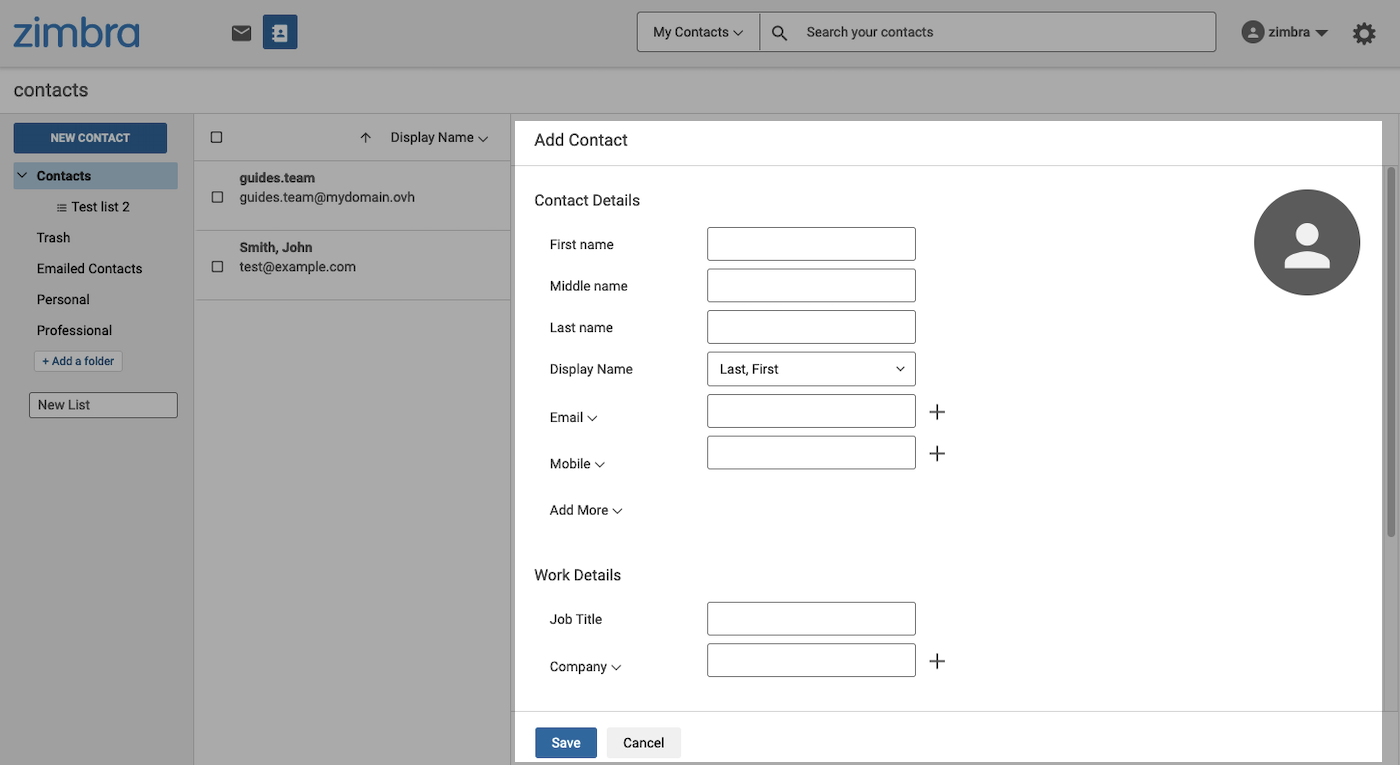 zimbra
My Contacts
Search your contacts
zimbra
contacts
NEW CONTACT
Contacts
Test list 2
Trash
Emailed Contacts
Personal
Professional
+ Add a folder
New List
Display Name
guides.team
guides.team@mydomain.ovh
Smith, John
test@example.com
Add Contact
Contact Details
First name
Middle name
Last name
Display Name
Last, First
Email
Mobile
Add More
Work Details
Job Title
Company
Save
Cancel